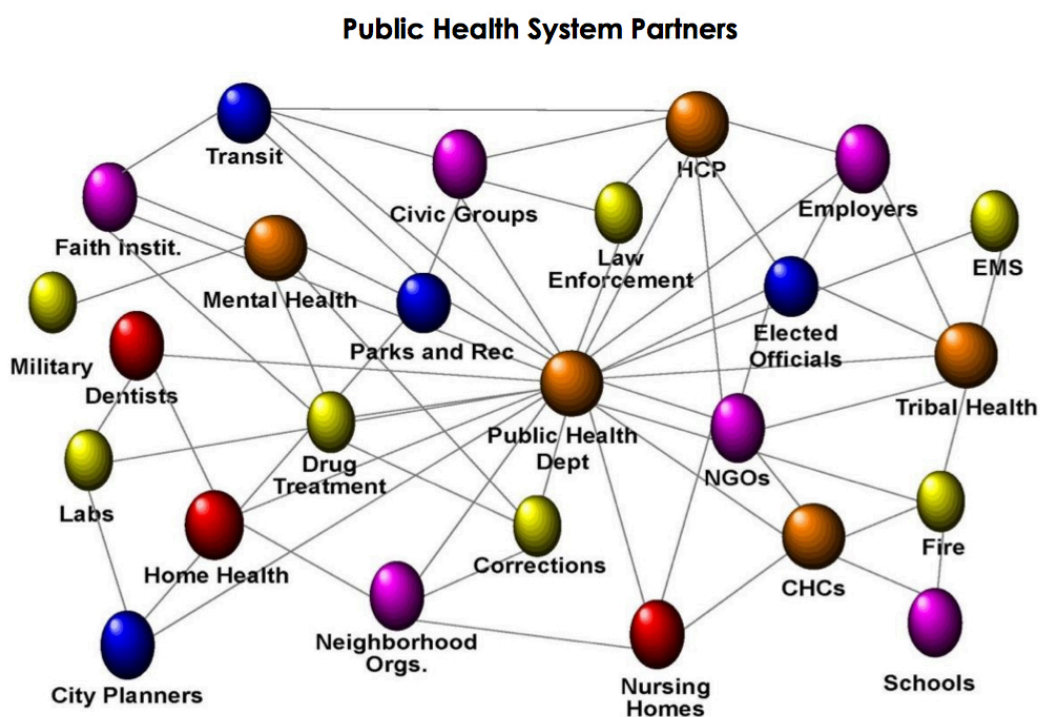 Public Health System Partners
Transit
HCP
Civic Groups
Employers
Faith Instit.
Law
Enforcement
EMS
Mental Health
Elected
Officials
Parks and Rec
Military
Dentists
Tribal Health
Public Health
Dept
Drug
Treatment
NGOs
Labs
Fire
Corrections
Home Health
CHCs
Neighborhood
Orgs.
City Planners
Nursing
Homes
Schools